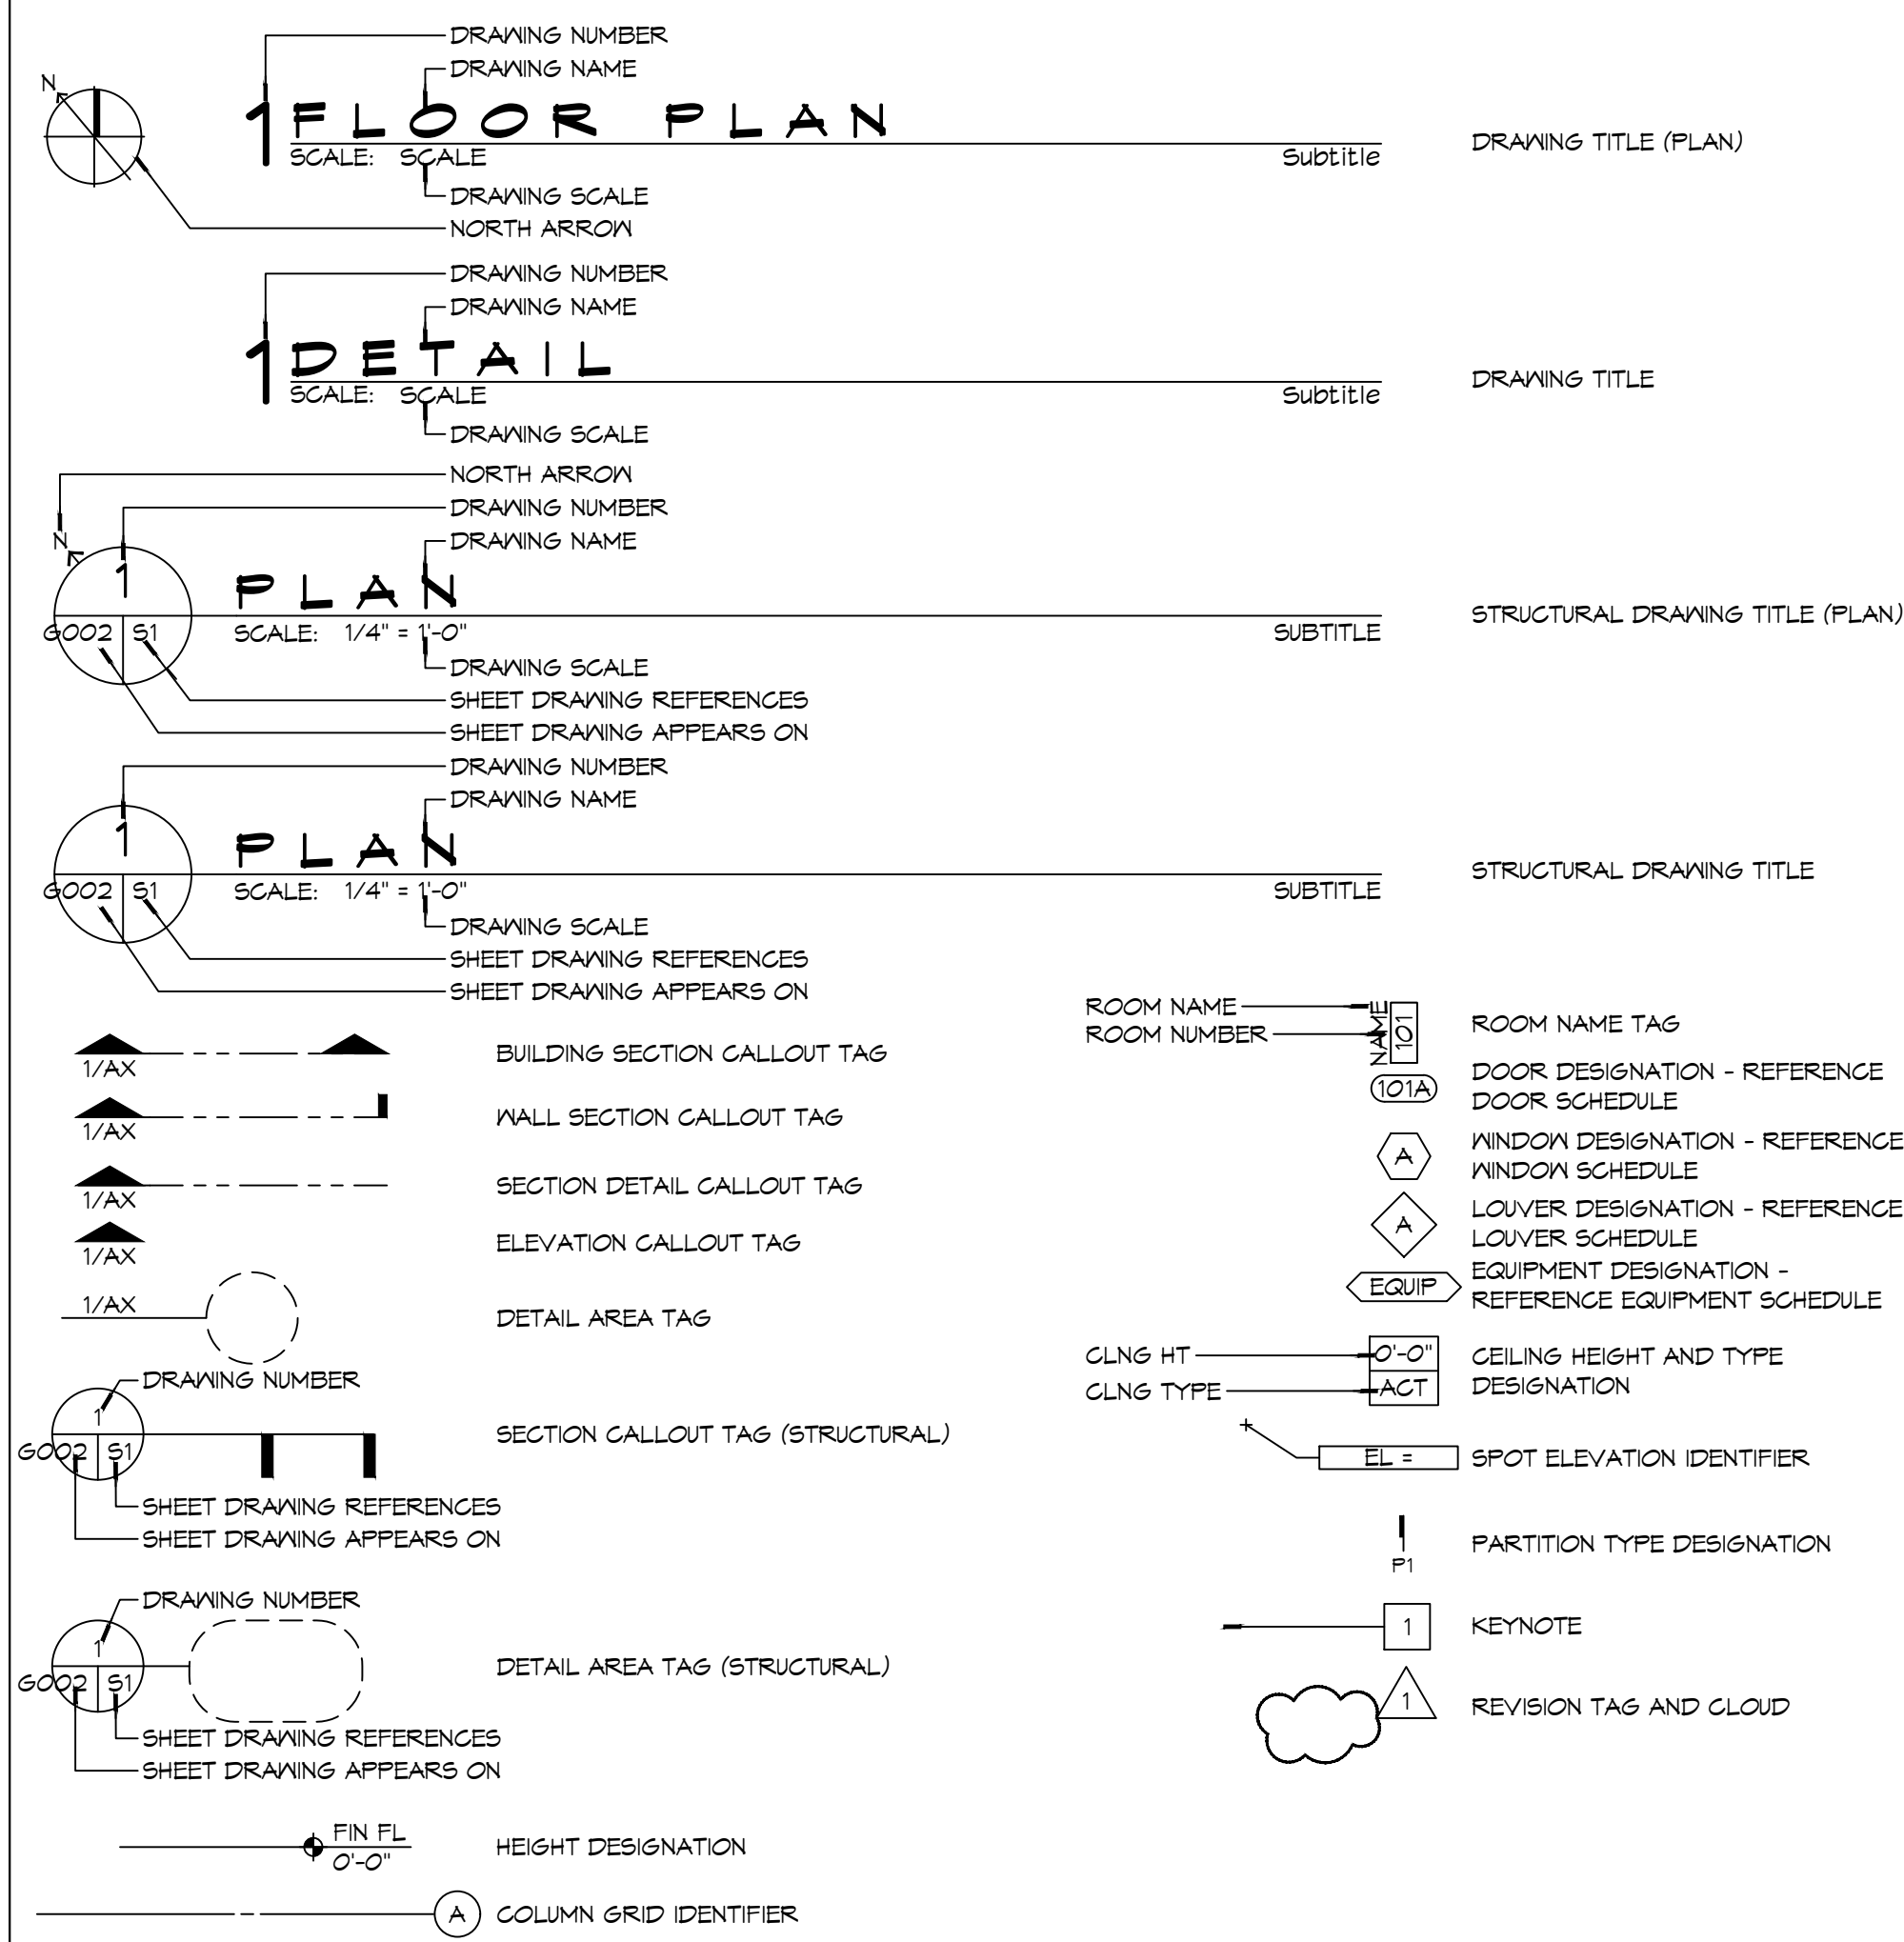 DRAWING NUMBER
DRAWING NAME
N
1 FLOOR PLAN
SCALE: SCALE
Subtitle
DRAWING TITLE (PLAN)
DRAWING SCALE
NORTH ARROW
DRAWING NUMBER
DRAWING NAME
1 DETAIL
SCALE: SCALE
Subtitle
DRAWING TITLE
DRAWING SCALE
NORTH ARROW
DRAWING NUMBER
DRAWING NAME
N
1
PLAN
G002 S1
SCALE: 1/4" = 1'-0"
SUBTITLE
STRUCTURAL DRAWING TITLE (PLAN)
DRAWING SCALE
SHEET DRAWING REFERENCES
SHEET DRAWING APPEARS ON
DRAWING NUMBER
DRAWING NAME
1
PLAN
G002 S1
SCALE: 1/4" = 1'-0"
SUBTITLE
STRUCTURAL DRAWING TITLE
DRAWING SCALE
SHEET DRAWING REFERENCES
SHEET DRAWING APPEARS ON
1/AX
BUILDING SECTION CALLOUT TAG
1/AX
WALL SECTION CALLOUT TAG
1/AX
SECTION DETAIL CALLOUT TAG
1/AX
ELEVATION CALLOUT TAG
1/AX
DETAIL AREA TAG
DRAWING NUMBER
1
G002 S1
SECTION CALLOUT TAG (STRUCTURAL)
SHEET DRAWING REFERENCES
SHEET DRAWING APPEARS ON
DRAWING NUMBER
1
G002 S1
DETAIL AREA TAG (STRUCTURAL)
SHEET DRAWING REFERENCES
SHEET DRAWING APPEARS ON
FIN FL
0'-0"
HEIGHT DESIGNATION
A
COLUMN GRID IDENTIFIER
ROOM NAME
ROOM NUMBER
NAME
101
ROOM NAME TAG
101A
DOOR DESIGNATION - REFERENCE
DOOR SCHEDULE
A
WINDOW DESIGNATION - REFERENCE
WINDOW SCHEDULE
A
LOUVER DESIGNATION - REFERENCE
LOUVER SCHEDULE
EQUIP
EQUIPMENT DESIGNATION -
REFERENCE EQUIPMENT SCHEDULE
CLNG HT
0'-0"
CLNG TYPE
ACT
CEILING HEIGHT AND TYPE
DESIGNATION
EL =
SPOT ELEVATION IDENTIFIER
P1
PARTITION TYPE DESIGNATION
1
KEYNOTE
1
REVISION TAG AND CLOUD